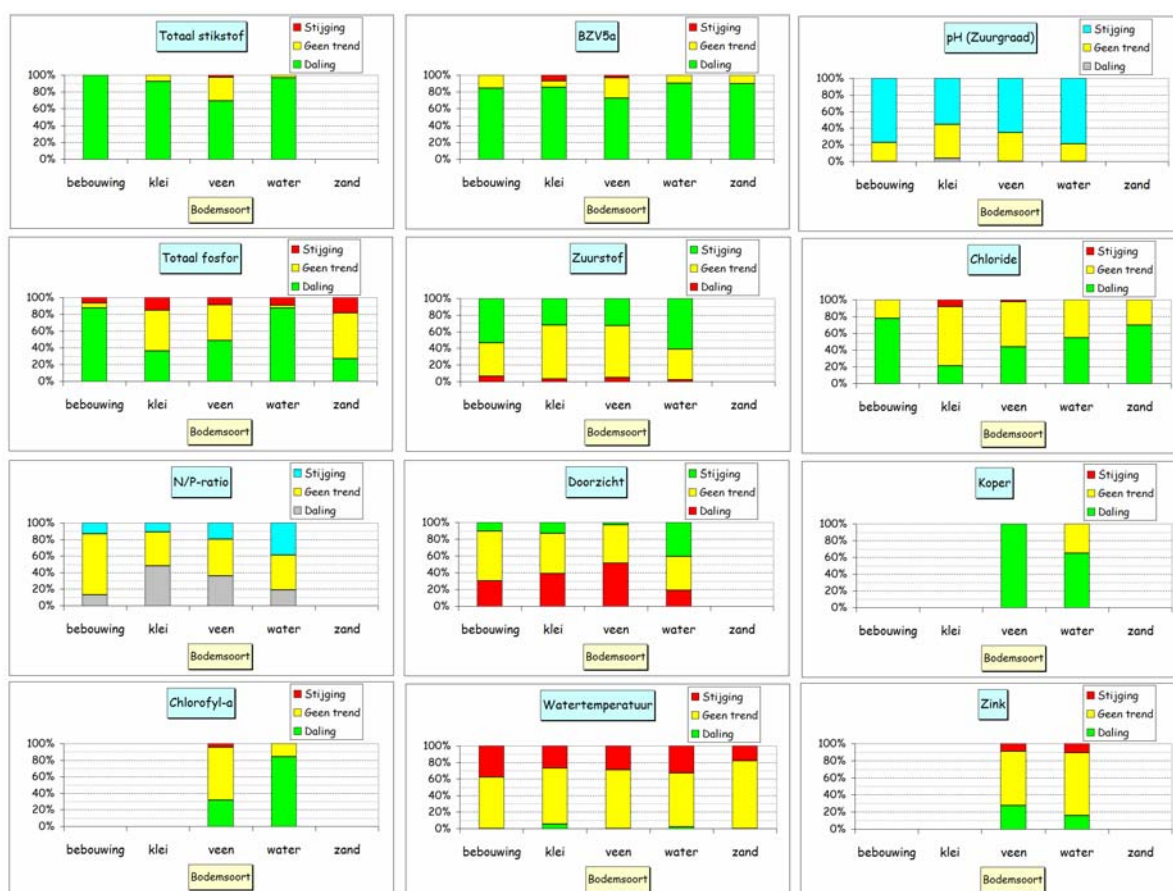 Totaal stikstof
Stijging
Geen trend
Daling
100%
80%
60%
40%
20%
0%
bebouwing klei veen water zand
Bodemsoort
BZV5a
Stijging
Geen trend
Daling
100%
80%
60%
40%
20%
0%
bebouwing klei veen water zand
Bodemsoort
pH (Zuurgraad)
Stijging
Geen trend
Daling
100%
80%
60%
40%
20%
0%
bebouwing klei veen water zand
Bodemsoort
Totaal fosfor
Stijging
Geen trend
Daling
100%
80%
60%
40%
20%
0%
bebouwing klei veen water zand
Bodemsoort
Zuurstof
Stijging
Geen trend
Daling
100%
80%
60%
40%
20%
0%
bebouwing klei veen water zand
Bodemsoort
Chloride
Stijging
Geen trend
Daling
100%
80%
60%
40%
20%
0%
bebouwing klei veen water zand
Bodemsoort
N/P-ratio
Stijging
Geen trend
Daling
100%
80%
60%
40%
20%
0%
bebouwing klei veen water zand
Bodemsoort
Doorzicht
Stijging
Geen trend
Daling
100%
80%
60%
40%
20%
0%
bebouwing klei veen water zand
Bodemsoort
Koper
Stijging
Geen trend
Daling
100%
80%
60%
40%
20%
0%
bebouwing klei veen water zand
Bodemsoort
Chlorofyl-a
Stijging
Geen trend
Daling
100%
80%
60%
40%
20%
0%
bebouwing klei veen water zand
Bodemsoort
Watertemperatuur
Stijging
Geen trend
Daling
100%
80%
60%
40%
20%
0%
bebouwing klei veen water zand
Bodemsoort
Zink
Stijging
Geen trend
Daling
100%
80%
60%
40%
20%
0%
bebouwing klei veen water zand
Bodemsoort